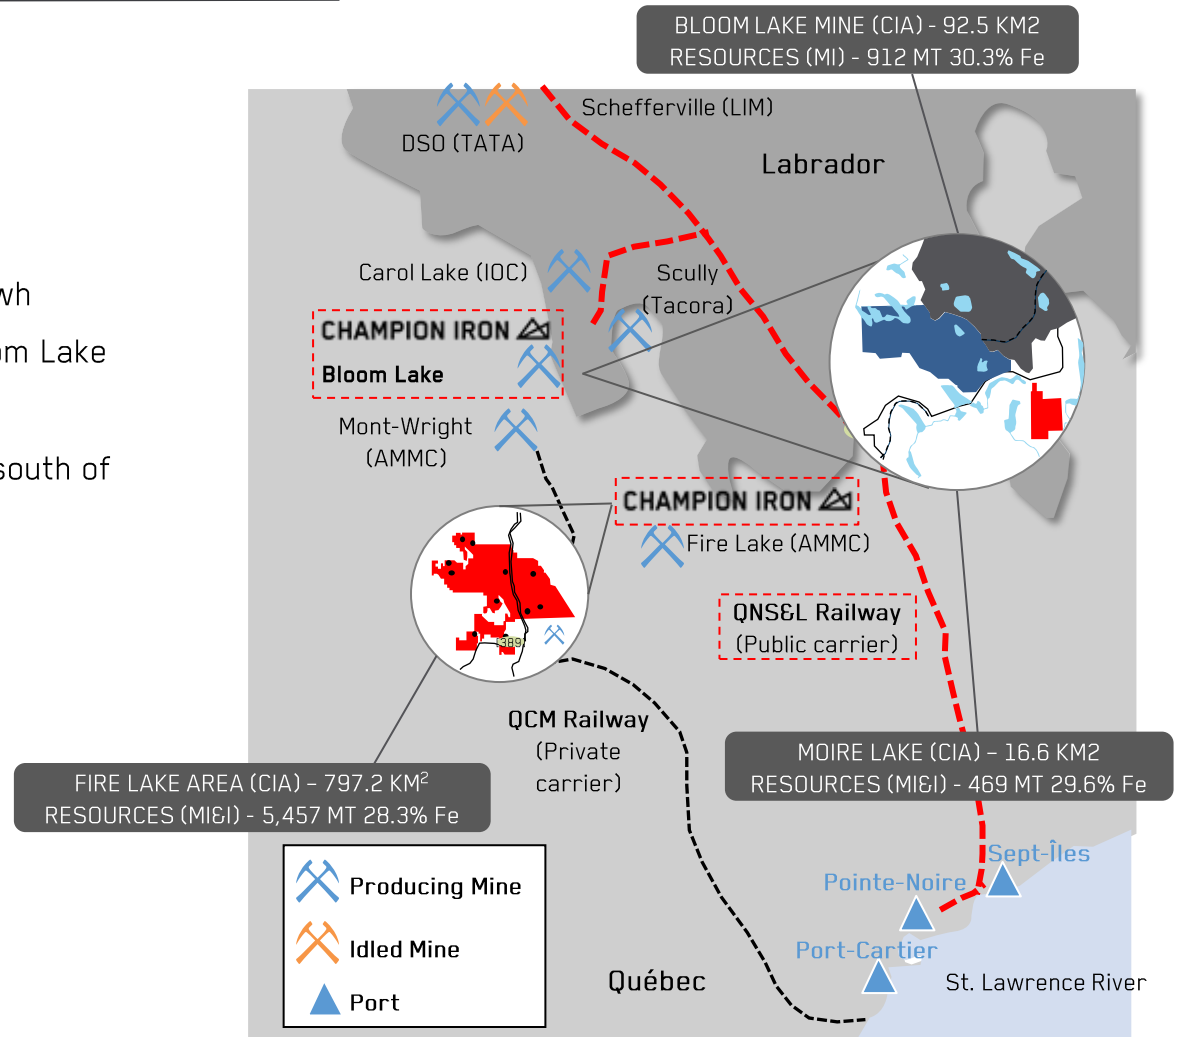 BLOOM LAKE MINE (CIA) - 92.5 KM2
RESOURCES (MI) - 912 MT 30.3% Fe
Schefferville (LIM)
DSO (TATA)
Labrador
Carol Lake (IOC)
Scully
(Tacora)
wh
om Lake
south of
CHAMPION IRON
Bloom Lake
Mont-Wright
(AMMC)
CHAMPION IRON
Fire Lake (AMMC)
QNS&L Railway
(Public carrier)
389
QCM Railway
(Private
carrier)
MOIRE LAKE (CIA) – 16.6 KM2
RESOURCES (MI&I) - 469 MT 29.6% Fe
FIRE LAKE AREA (CIA) – 797.2 KM²
RESOURCES (MI&I) - 5,457 MT 28.3% Fe
Producing Mine
Idled Mine
Port
Sept-Îles
Pointe-Noire
Port-Cartier
Québec
St. Lawrence River